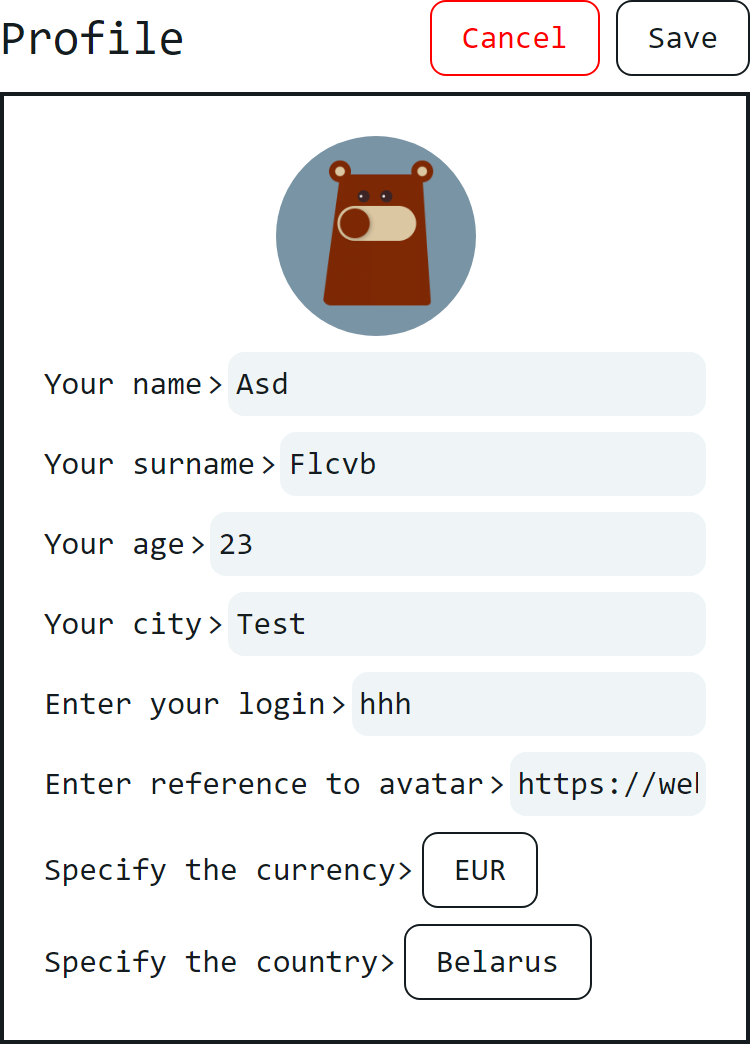 Profile Cancel Save
Your name> Asd
Your surname> Flcvb
Your age> 23
Your city> Test
Enter your login> hhh
Enter reference to avatar> https://we
Specify the currency> EUR
Specify the country> Belarus